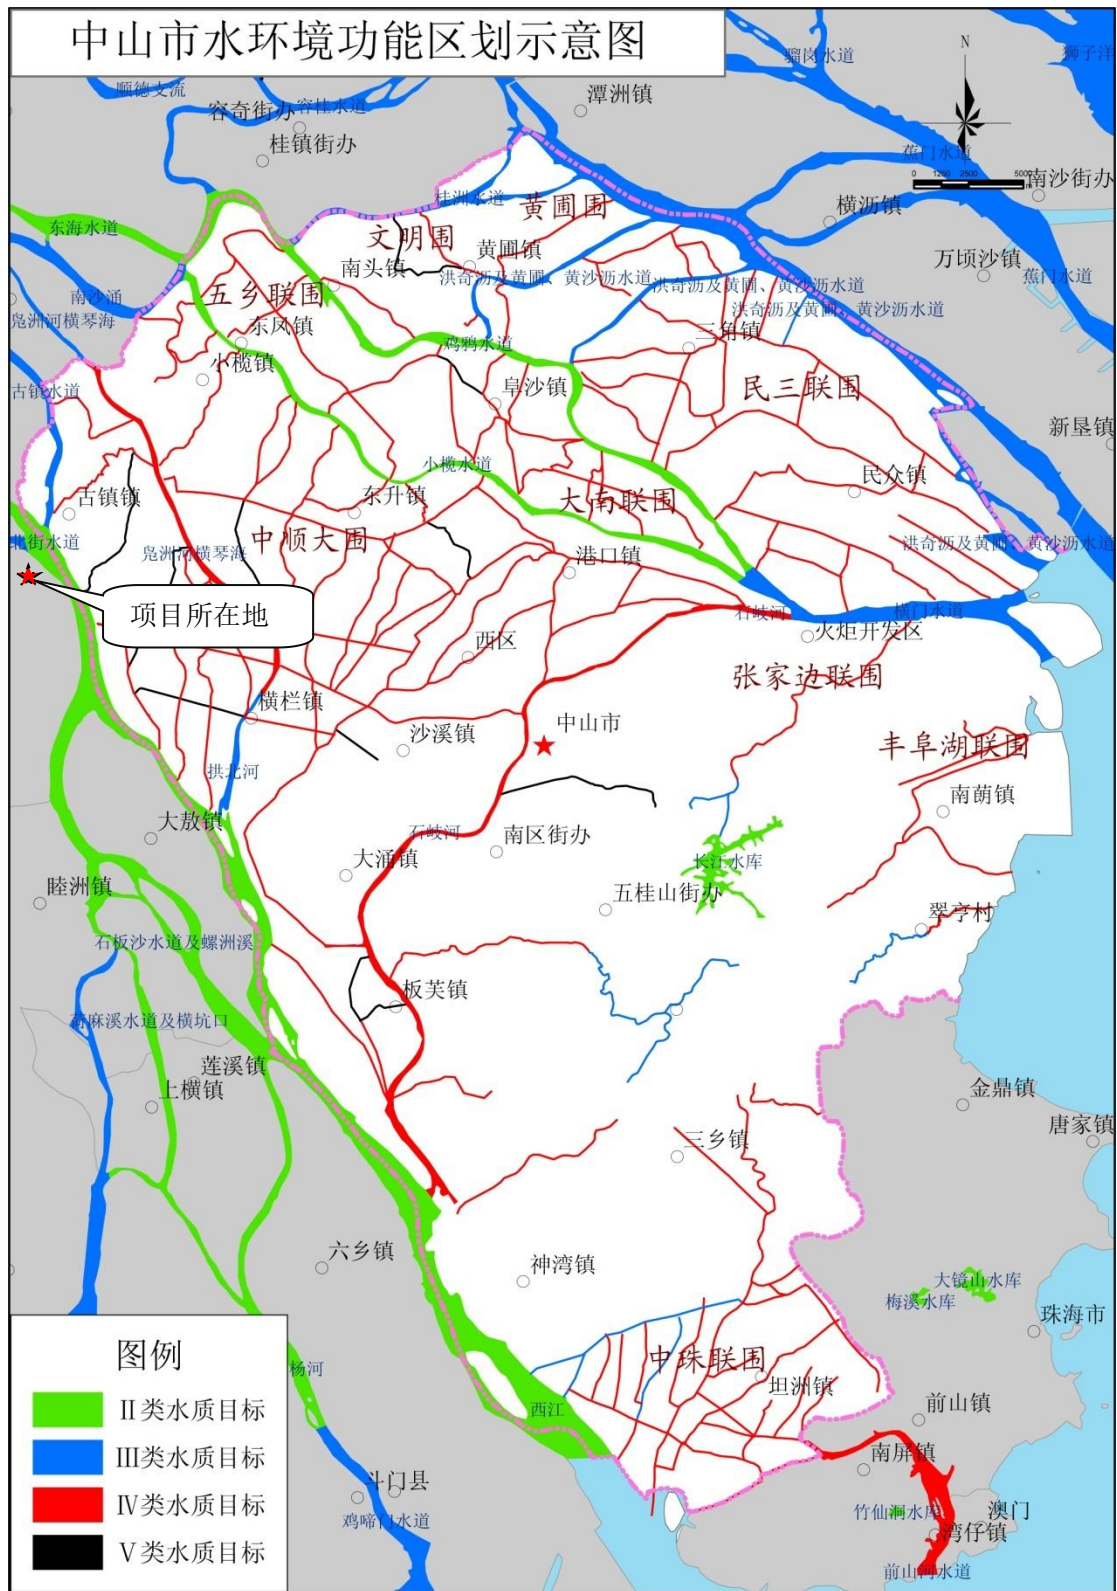 中山市水环境功能区划示意图
骝岗水道
狮子洋
顺德支流
容奇街办
容桂水道
潭洲镇
N
桂镇街办
蕉门水道
0 1250 2500 5000
m
南沙街办
桂洲水道
黄圃围
横沥镇
东海水道
文明围
黄圃镇
万顷沙镇
南头镇
洪奇沥及黄圃、黄沙沥水道
洪奇沥及黄圃、黄沙沥水道
蕉门水道
南沙涌
五乡联围
洪奇沥及黄圃、黄沙沥水道
凫洲河横琴海
东凤镇
三角镇
鸡鸦水道
小榄镇
古镇水道
阜沙镇
民三联围
新垦镇
小榄水道
民众镇
古镇镇
东升镇
大南联围
北街水道
凫洲河横琴海
中顺大围
港口镇
洪奇沥及黄圃、黄沙沥水道
项目所在地
石岐河
横门水道
西区
火炬开发区
张家边联围
横栏镇
中山市
沙溪镇
丰阜湖联围
拱北河
南蓢镇
大敖镇
石岐河
南区街办
大涌镇
长江水库
睦洲镇
五桂山街办
翠亨村
石板沙水道及螺洲溪
板芙镇
荷麻溪水道及横坑口
莲溪镇
上横镇
金鼎镇
唐家镇
三乡镇
六乡镇
神湾镇
大镜山水库
梅溪水库
珠海市
图例
中珠联围
杨河
坦洲镇
Ⅱ类水质目标
西江
前山镇
Ⅲ类水质目标
南屏镇
斗门县
Ⅳ类水质目标
鸡啼门水道
竹仙洞水库
澳门
湾仔镇
Ⅴ类水质目标
前山河水道